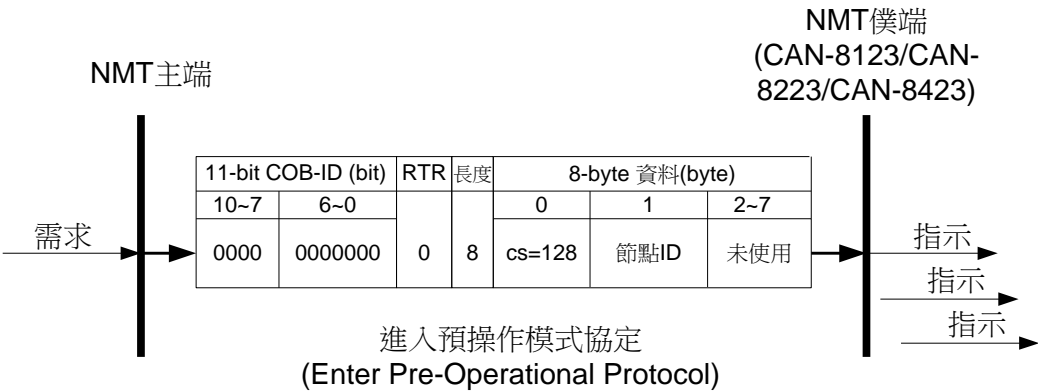 NMT主端
NMT僕端
(CAN-8123/CAN-
8223/CAN-8423)
11-bit COB-ID (bit) RTR 長度 8-byte 資料(byte)
10~7 6~0 0 1 2~7
0000 0000000 0 8 cs=128 節點ID 未使用
需求
指示
指示
指示
進入預操作模式協定
(Enter Pre-Operational Protocol)